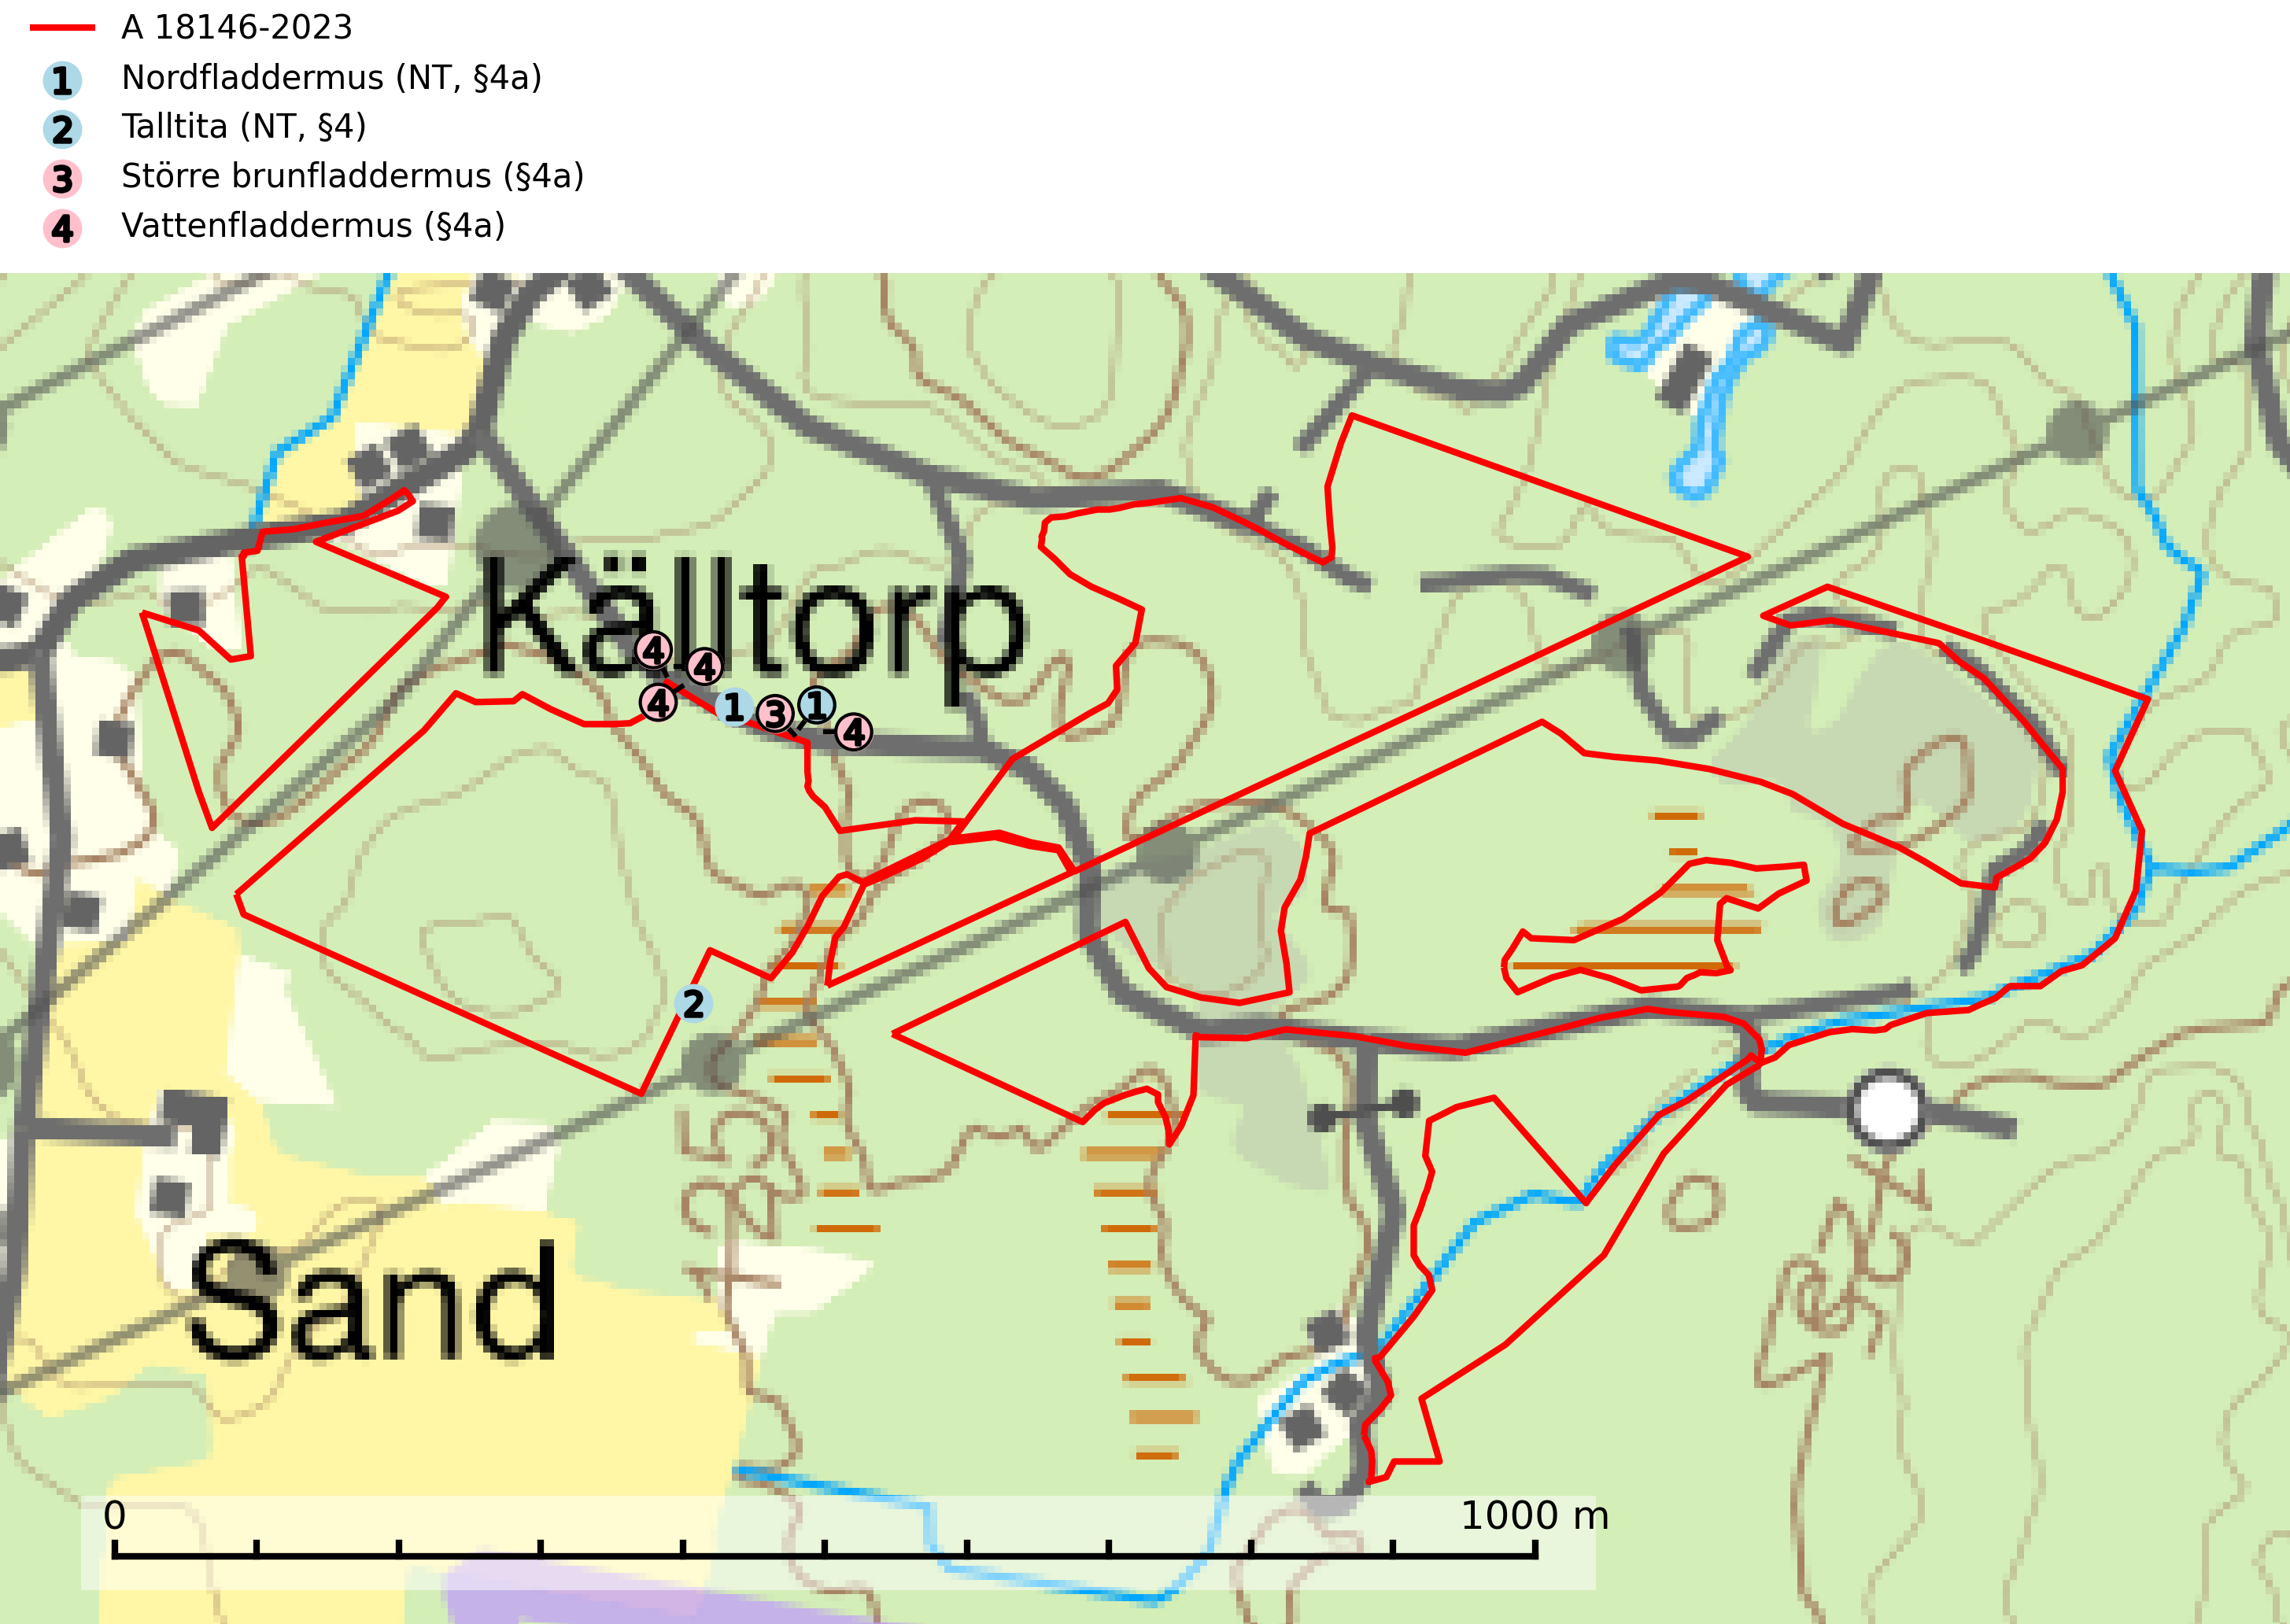 A 18146-2023
1 Nordfladdermus (NT, §4a)
2 Talltita (NT, §4)
3 Större brunfladdermus (§4a)
4 Vattenfladdermus (§4a)
Källtorp
4
4
4
1
3
1
4
2
125
Sand
0
1000 m